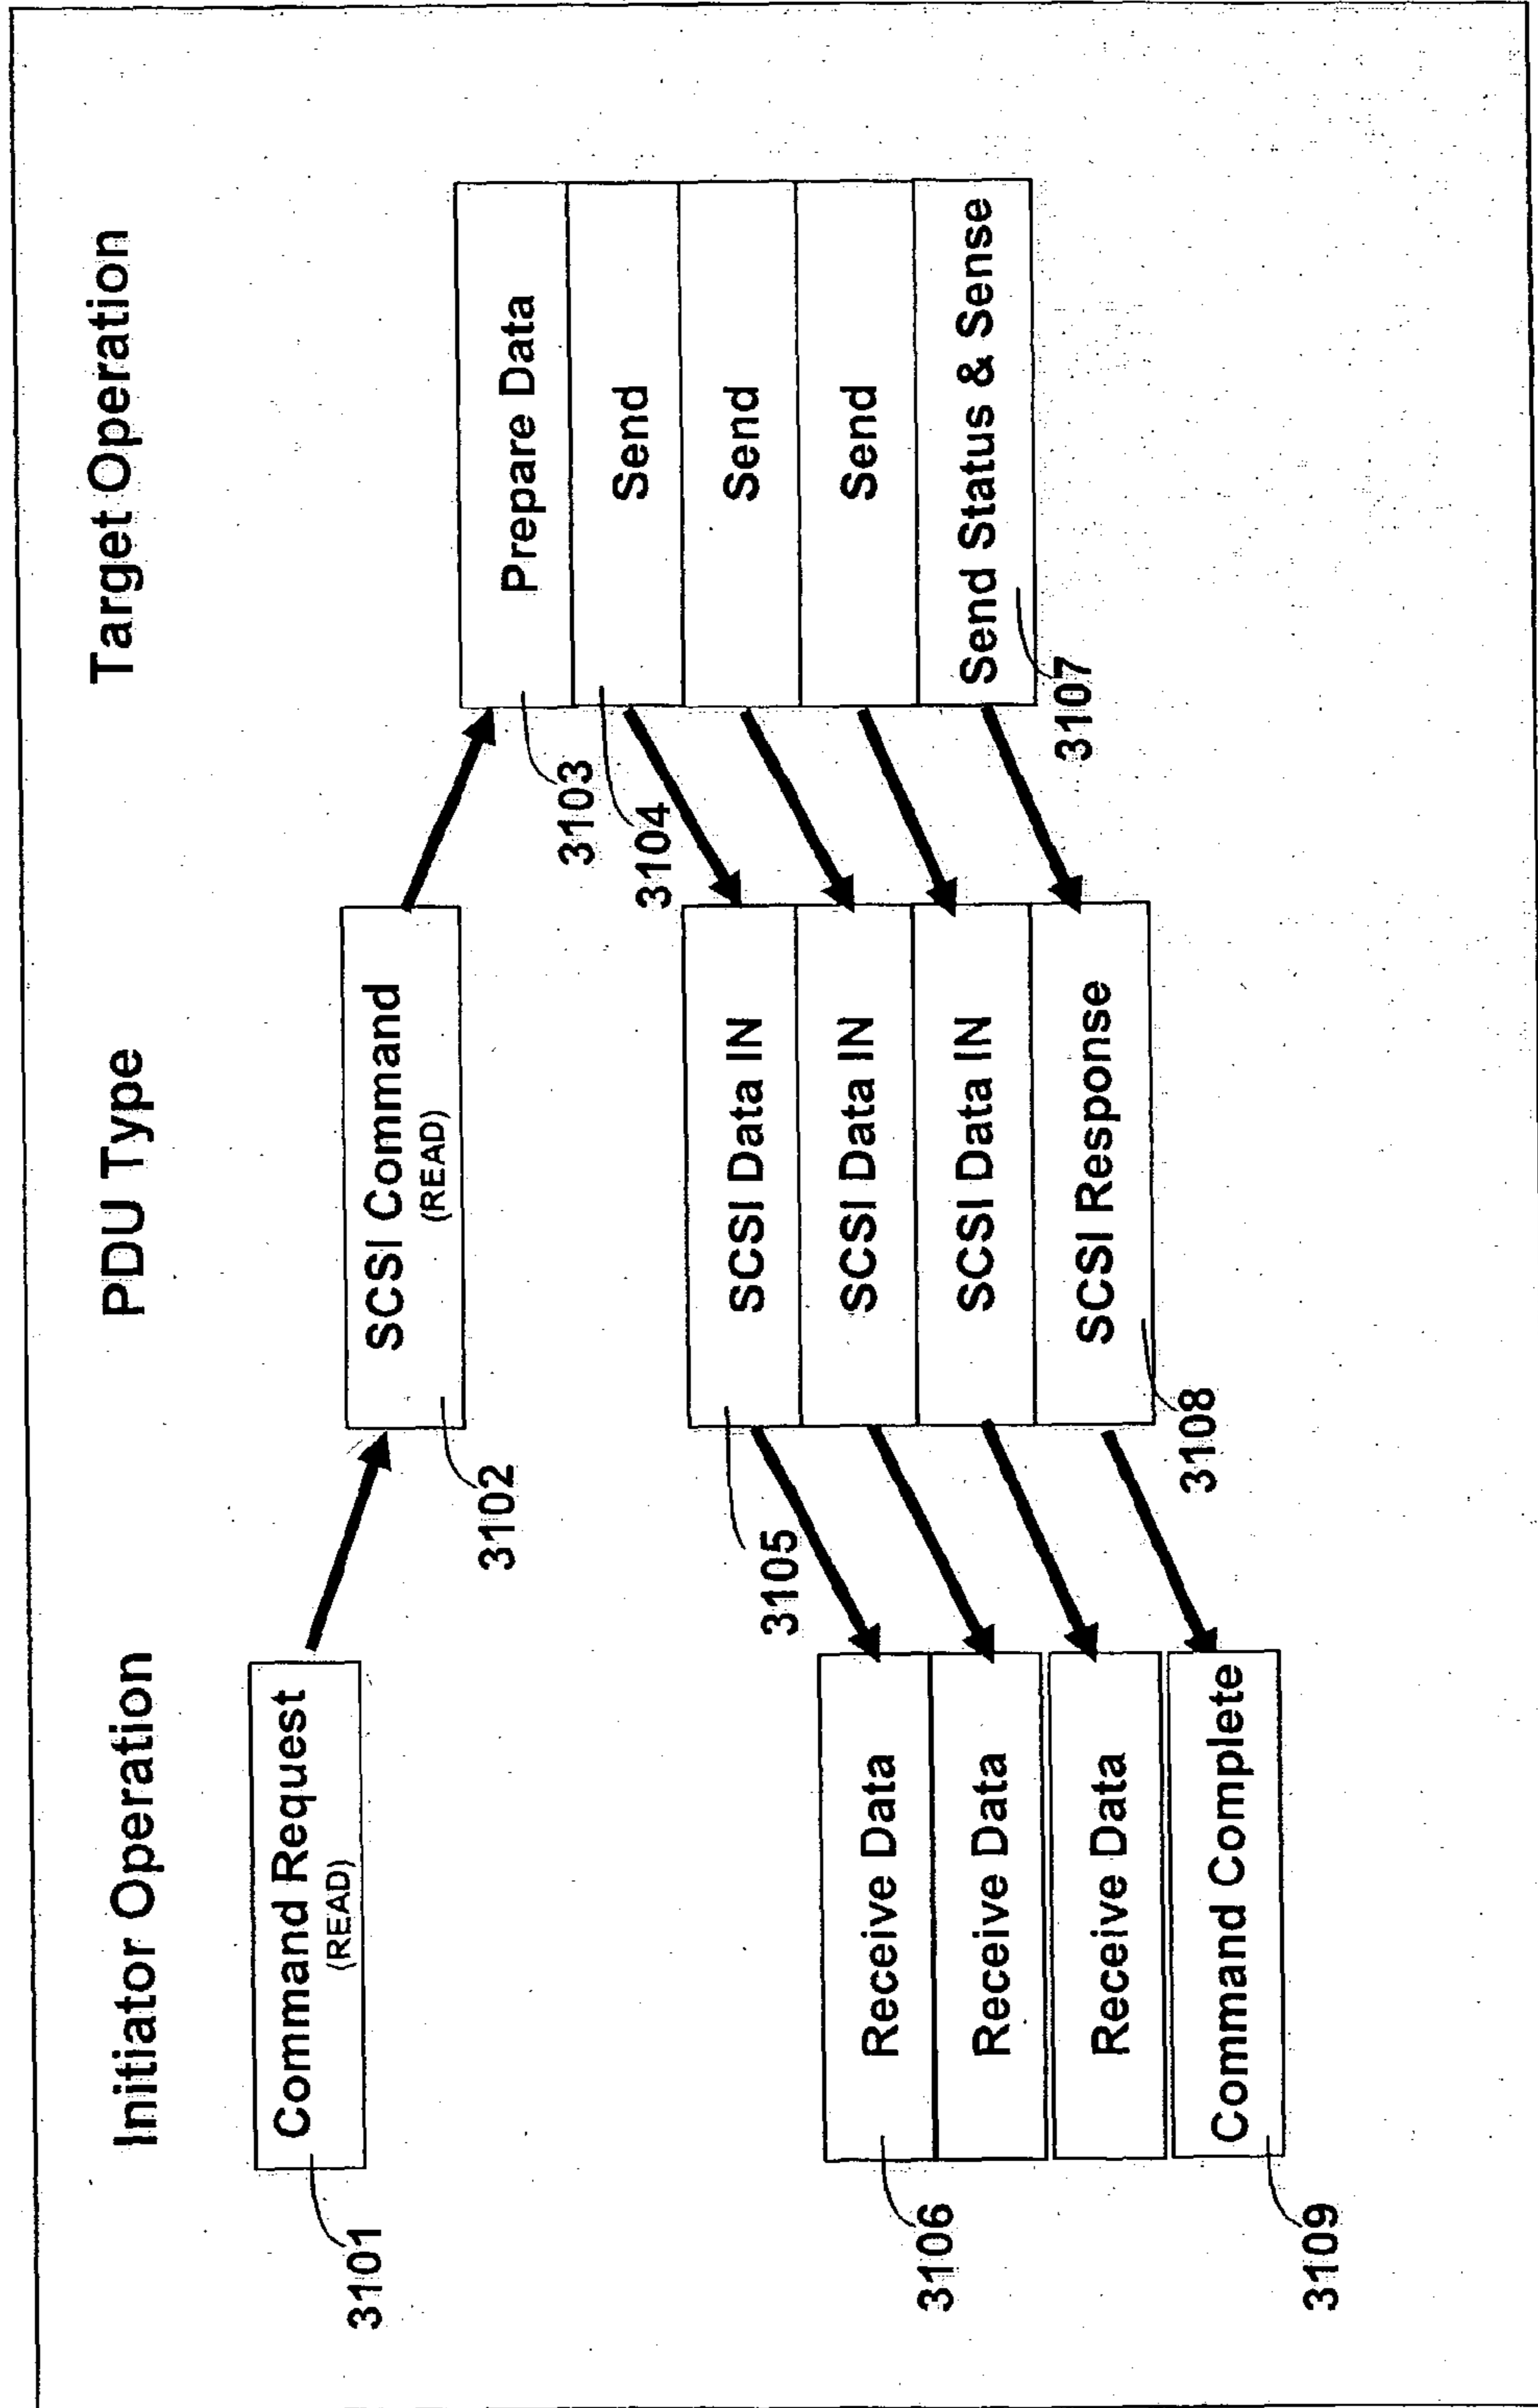 Initiator Operation
PDU Type
Target Operation
Command Request
(READ)
3101
SCSI Command
(READ)
3102
Prepare Data
3103
Send
3104
Send
Send
Send Status & Sense
3107
SCSI Data IN
3105
SCSI Data IN
SCSI Data IN
SCSI Response
3108
Receive Data
3106
Receive Data
Receive Data
Command Complete
3109